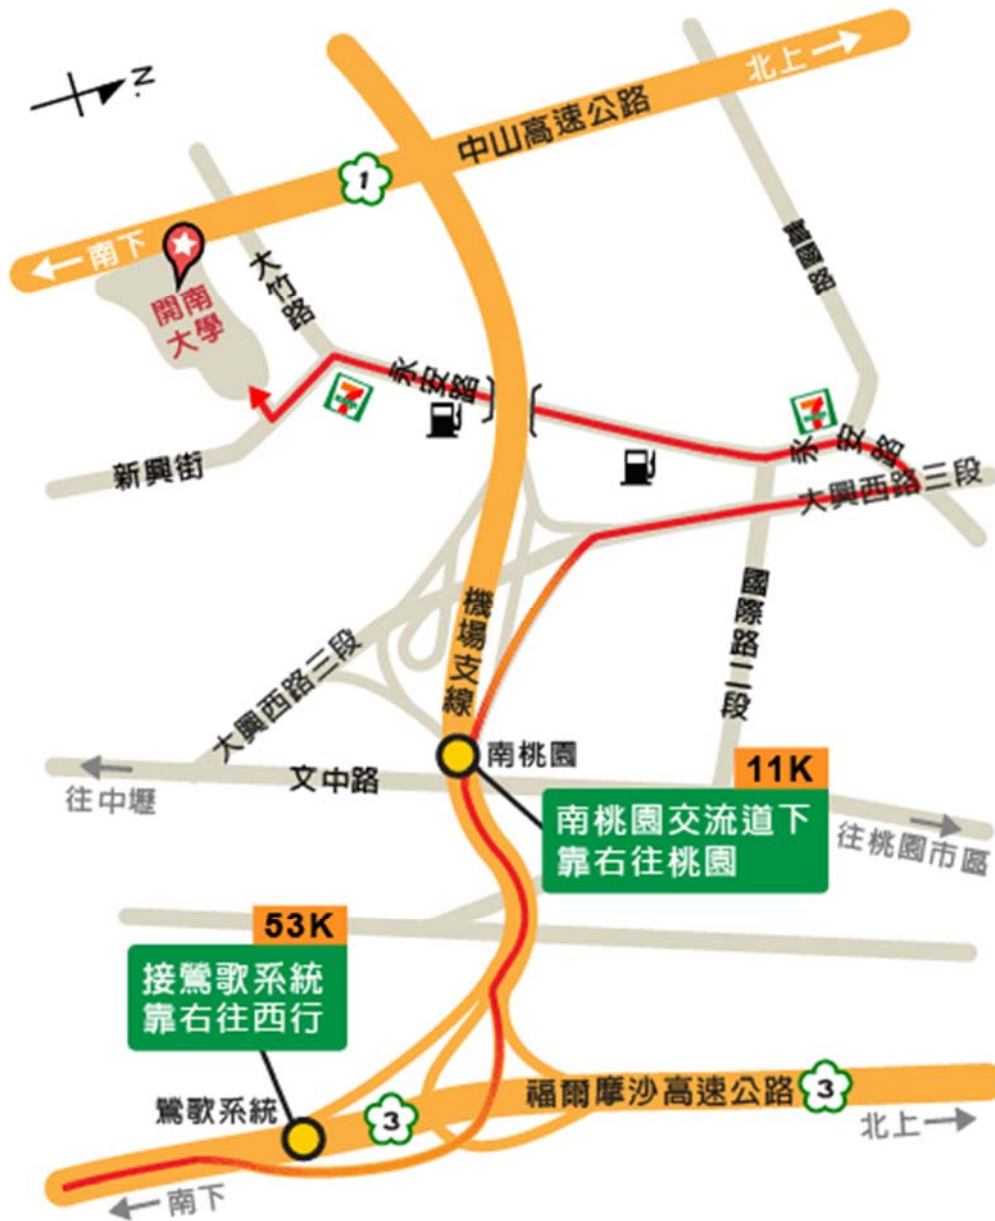 N.
北上
中山高速公路
1
南下
開南
大學
大竹路
富國路
永安路
7
永安路
大興西路三段
新興街
機場支線
國際路二段
大興西路三段
南桃園
11K
往中壢
文中路
南桃園交流道下
靠右往桃園
往桃園市區
53K
接鶯歌系統
靠右往西行
鶯歌系統
3
福爾摩沙高速公路
3
北上
南下